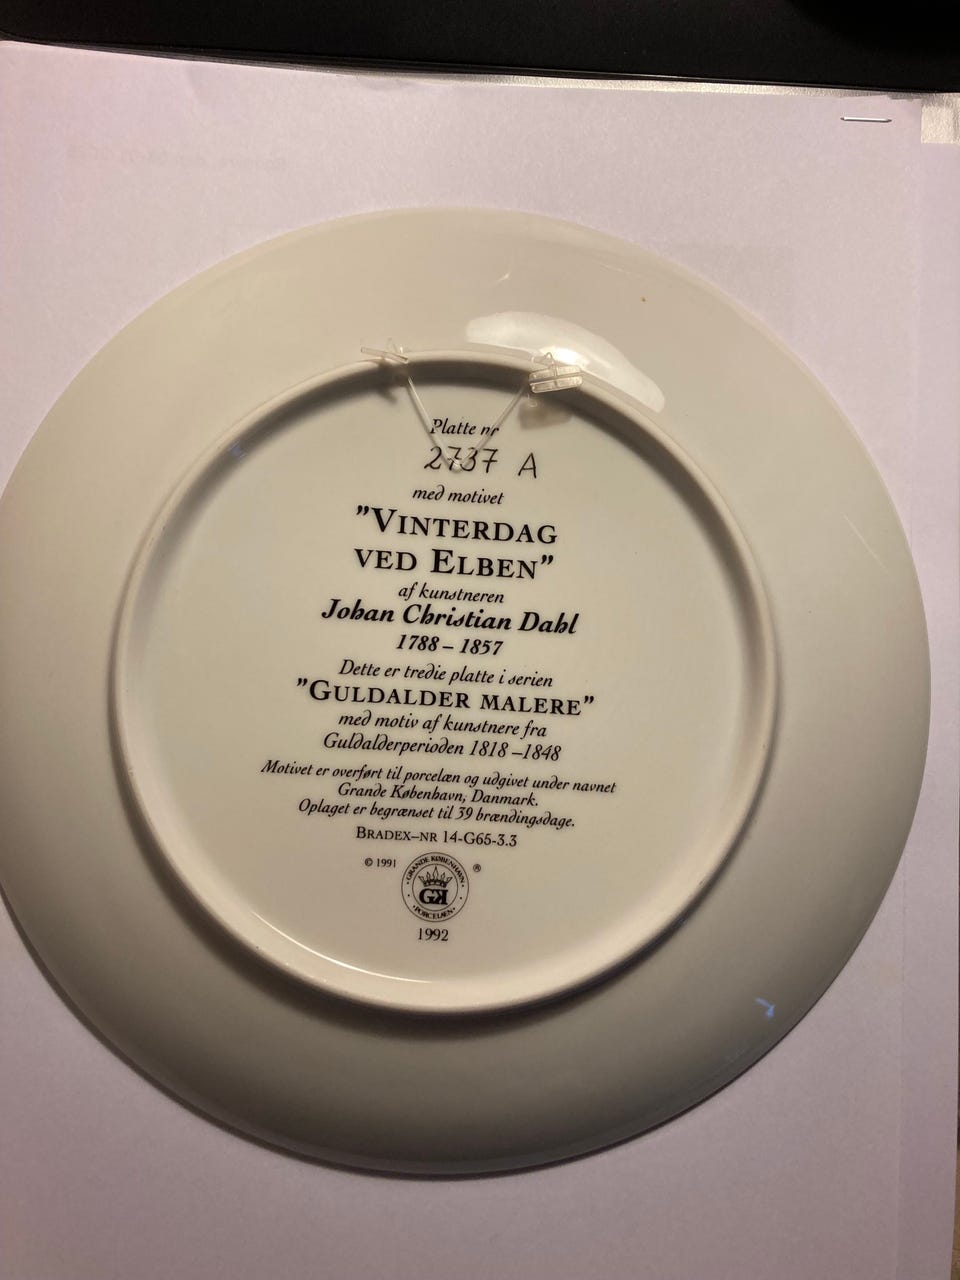 Platte nr
2737 A
med motivet
"VINTERDAG
VED ELBEN"
af kunstneren
Johan Christian Dahl
1788 – 1857
Dette er tredie platte i serien
"GULDALDER MALERE"
med motiv af kunstnere fra
Guldalderperioden 1818 – 1848
Motivet er overført til porcelæn og udgivet under navnet
Grande København, Danmark.
Oplaget er begrænset til 39 brændingsdage.
BRADEX–NR 14-G65-3.3
© 1991
GRANDE KØBENHAVN
®
GK
PORCELÆN
1992